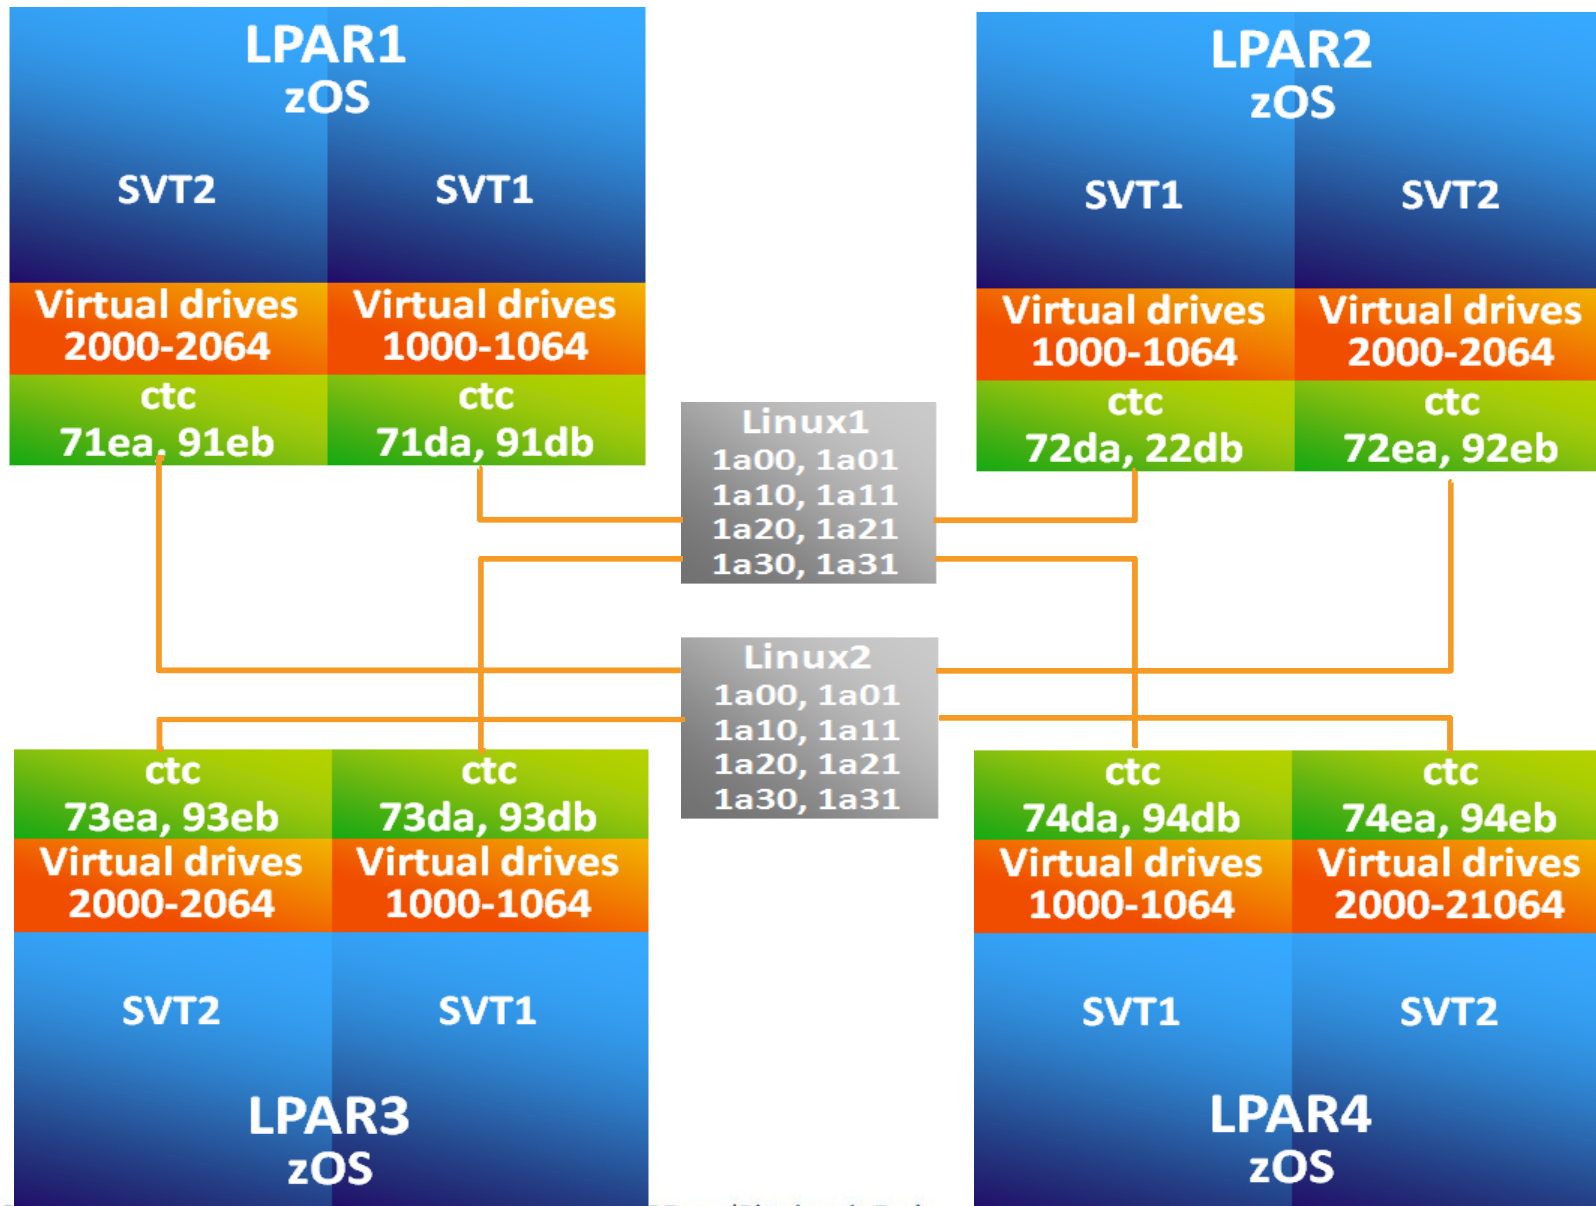 LPAR1
zOS
SVT2
SVT1
Virtual drives
2000-2064
Virtual drives
1000-1064
ctc
71ea, 91eb
ctc
71da, 91db
LPAR2
zOS
SVT1
SVT2
Virtual drives
1000-1064
Virtual drives
2000-2064
ctc
72da, 22db
ctc
72ea, 92eb
Linux1
1a00, 1a01
1a10, 1a11
1a20, 1a21
1a30, 1a31
Linux2
1a00, 1a01
1a10, 1a11
1a20, 1a21
1a30, 1a31
ctc
73ea, 93eb
ctc
73da, 93db
Virtual drives
2000-2064
Virtual drives
1000-1064
SVT2
SVT1
LPAR3
zOS
ctc
74da, 94db
ctc
74ea, 94eb
Virtual drives
1000-1064
Virtual drives
2000-21064
SVT1
SVT2
LPAR4
zOS